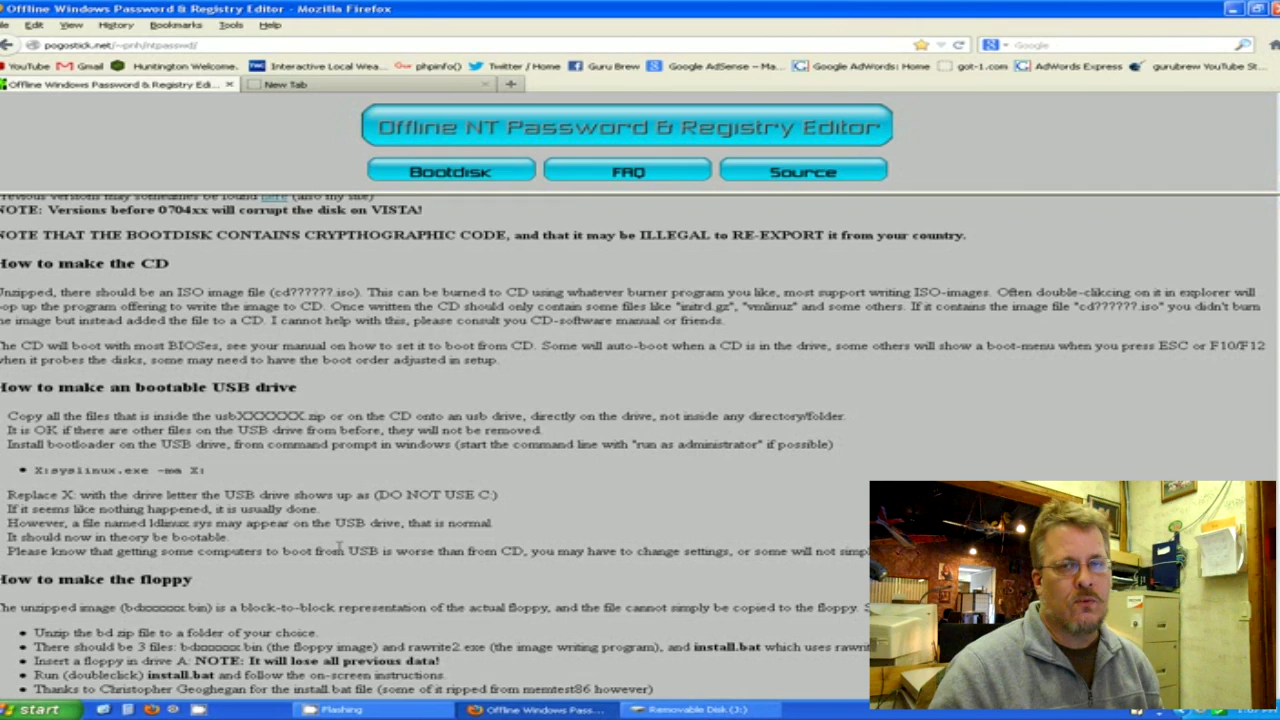 Offline Windows Password & Registry Editor - Mozilla Firefox
Edit View History Bookmarks Tools Help
pogostick.net/~pnh/ntpasswd/
Google
YouTube Gmail Huntington Welcome. Interactive Local Wea... phpinfo() Twitter / Home Guru Brew Google AdSense – Ma... Google AdWords: Home got-1.com AdWords Express gurubrew YouTube St...
Offline Windows Password & Registry Edi... New Tab
Offline NT Password & Registry Editor
Bootdisk FAQ Source
revious versions may sometimes be found here (also my site)
NOTE: Versions before 0704xx will corrupt the disk on VISTA!
NOTE THAT THE BOOTDISK CONTAINS CRYPTHOGRAPHIC CODE, and that it may be ILLEGAL to RE-EXPORT it from your country.
How to make the CD
Unzipped, there should be an ISO image file (cd??????.iso). This can be burned to CD using whatever burner program you like, most support writing ISO-images. Often double-clikcing on it in explorer will
pop up the program offering to write the image to CD. Once written the CD should only contain some files like "initrd.gz", "vmlinuz" and some others. If it contains the image file "cd??????.iso" you didn't burn
the image but instead added the file to a CD. I cannot help with this, please consult you CD-software manual or friends.
The CD will boot with most BIOSes, see your manual on how to set it to boot from CD. Some will auto-boot when a CD is in the drive, some others will show a boot-menu when you press ESC or F10/F12
when it probes the disks, some may need to have the boot order adjusted in setup.
How to make an bootable USB drive
Copy all the files that is inside the usbXXXXXX.zip or on the CD onto an usb drive, directly on the drive, not inside any directory/folder.
It is OK if there are other files on the USB drive from before, they will not be removed.
Install bootloader on the USB drive, from command prompt in windows (start the command line with "run as administrator" if possible)
X:syslinux.exe -ma X:
Replace X: with the drive letter the USB drive shows up as (DO NOT USE C:)
If it seems like nothing happened, it is usually done.
However, a file named ldlinux.sys may appear on the USB drive, that is normal.
It should now in theory be bootable.
Please know that getting some computers to boot from USB is worse than from CD, you may have to change settings, or some will not simp
How to make the floppy
The unzipped image (bdxxxxxx.bin) is a block-to-block representation of the actual floppy, and the file cannot simply be copied to the floppy. S
Unzip the bd zip file to a folder of your choice.
There should be 3 files: bdxxxxxx.bin (the floppy image) and rawrite2.exe (the image writing program), and install.bat which uses rawri
Insert a floppy in drive A: NOTE: It will lose all previous data!
Run (doubleclick) install.bat and follow the on-screen instructions.
Thanks to Christopher Geoghegan for the install.bat file (some of it ripped from memtest86 however)
start Flashing Offline Windows Pass... Removable Disk (J:)